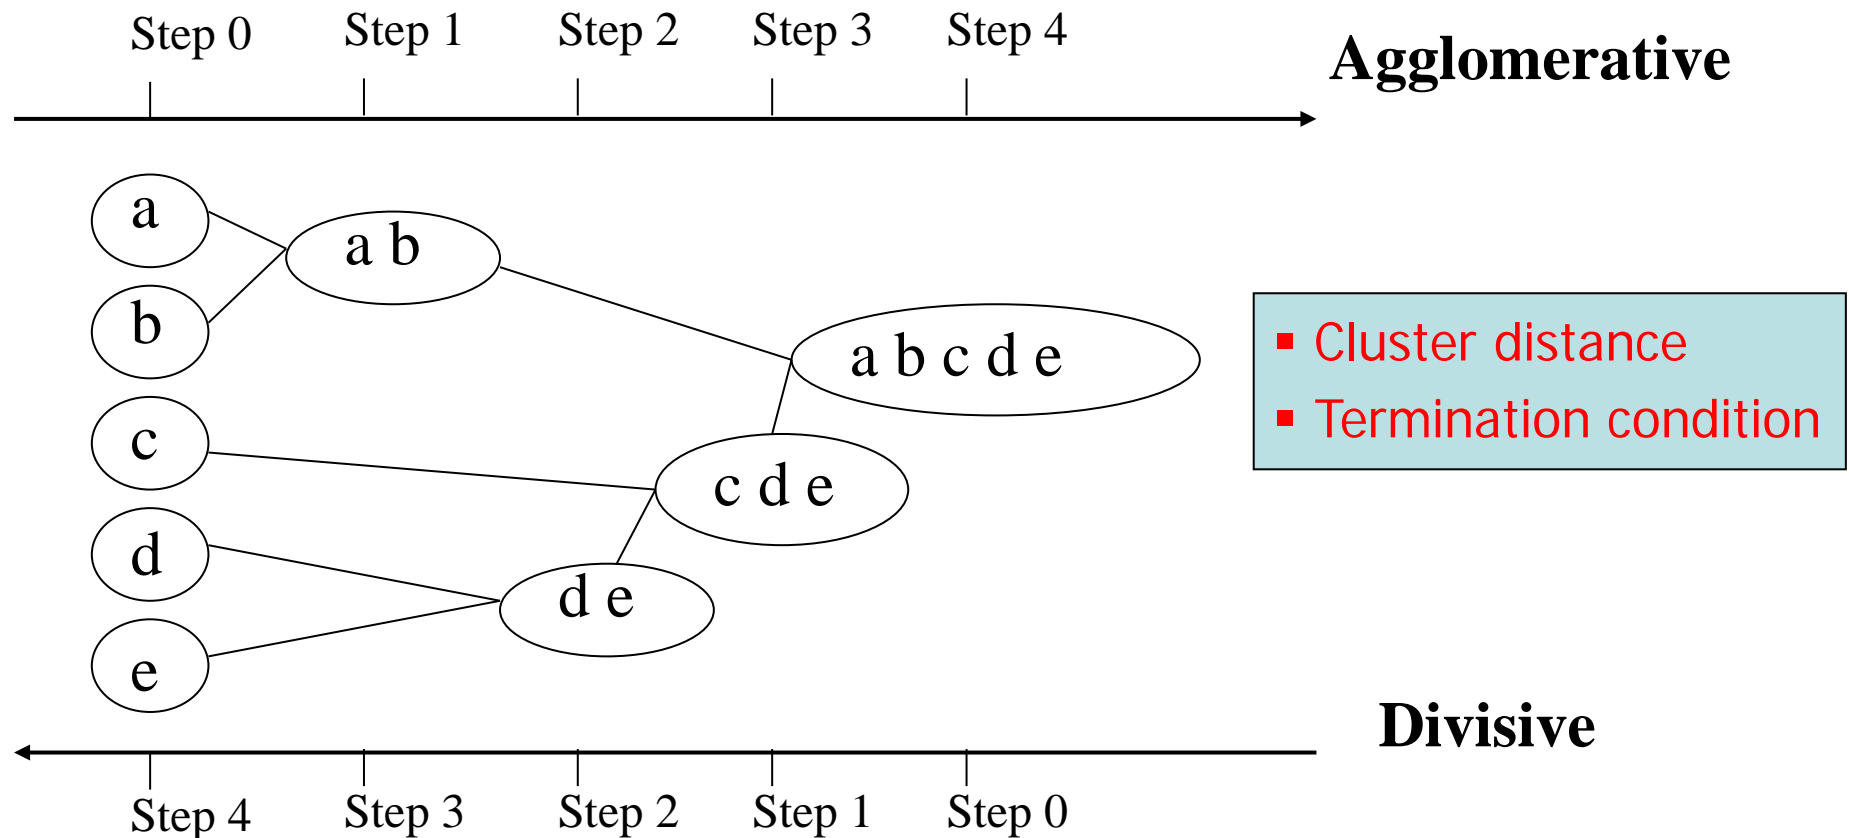 Step 0 Step 1 Step 2 Step 3 Step 4
Agglomerative
a
a b
b
a b c d e
▪ Cluster distance
▪ Termination condition
c
c d e
d
d e
e
Divisive
Step 4 Step 3 Step 2 Step 1 Step 0